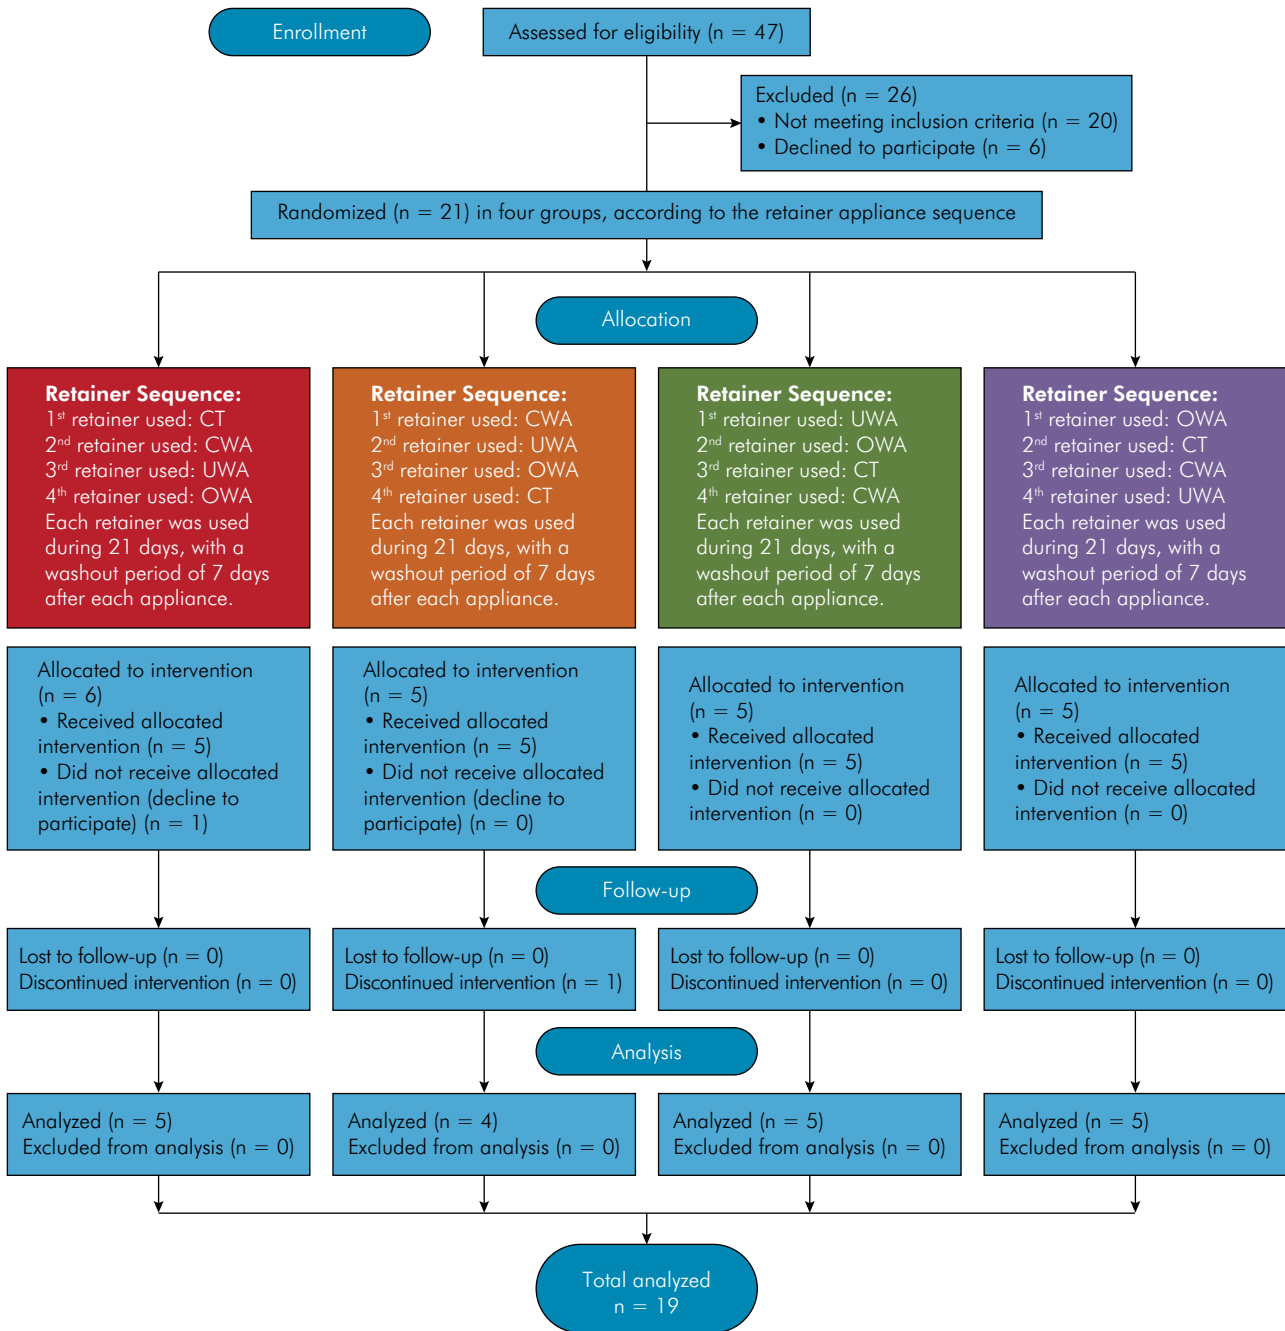 Enrollment
Assessed for eligibility (n = 47)
Excluded (n = 26)
• Not meeting inclusion criteria (n = 20)
• Declined to participate (n = 6)
Randomized (n = 21) in four groups, according to the retainer appliance sequence
Allocation
Retainer Sequence:
1st retainer used: CT
2nd retainer used: CWA
3rd retainer used: UWA
4th retainer used: OWA
Each retainer was used
during 21 days, with a
washout period of 7 days
after each appliance.
Retainer Sequence:
1st retainer used: CWA
2nd retainer used: UWA
3rd retainer used: OWA
4th retainer used: CT
Each retainer was used
during 21 days, with a
washout period of 7 days
after each appliance.
Retainer Sequence:
1st retainer used: UWA
2nd retainer used: OWA
3rd retainer used: CT
4th retainer used: CWA
Each retainer was used
during 21 days, with a
washout period of 7 days
after each appliance.
Retainer Sequence:
1st retainer used: OWA
2nd retainer used: CT
3rd retainer used: CWA
4th retainer used: UWA
Each retainer was used
during 21 days, with a
washout period of 7 days
after each appliance.
Allocated to intervention
(n = 6)
• Received allocated
intervention (n = 5)
• Did not receive allocated
intervention (decline to
participate) (n = 1)
Allocated to intervention
(n = 5)
• Received allocated
intervention (n = 5)
• Did not receive allocated
intervention (decline to
participate) (n = 0)
Allocated to intervention
(n = 5)
• Received allocated
intervention (n = 5)
• Did not receive allocated
intervention (n = 0)
Allocated to intervention
(n = 5)
• Received allocated
intervention (n = 5)
• Did not receive allocated
intervention (n = 0)
Follow-up
Lost to follow-up (n = 0)
Discontinued intervention (n = 0)
Lost to follow-up (n = 0)
Discontinued intervention (n = 1)
Lost to follow-up (n = 0)
Discontinued intervention (n = 0)
Lost to follow-up (n = 0)
Discontinued intervention (n = 0)
Analysis
Analyzed (n = 5)
Excluded from analysis (n = 0)
Analyzed (n = 4)
Excluded from analysis (n = 0)
Analyzed (n = 5)
Excluded from analysis (n = 0)
Analyzed (n = 5)
Excluded from analysis (n = 0)
Total analyzed
n = 19